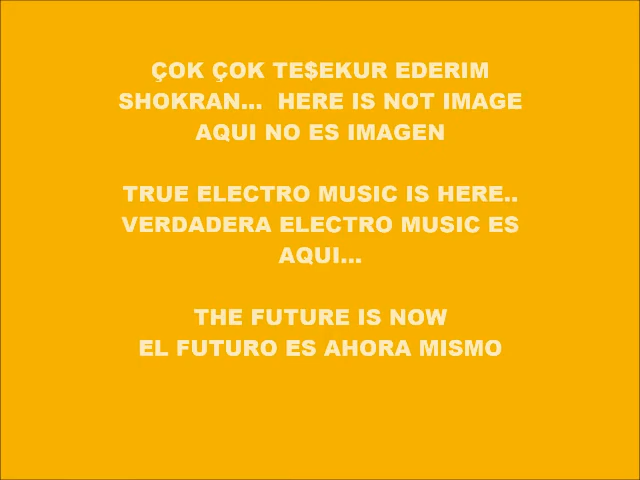 ÇOK ÇOK TE$EKUR EDERIM
SHOKRAN... HERE IS NOT IMAGE
AQUI NO ES IMAGEN
TRUE ELECTRO MUSIC IS HERE..
VERDADERA ELECTRO MUSIC ES
AQUI...
THE FUTURE IS NOW
EL FUTURO ES AHORA MISMO